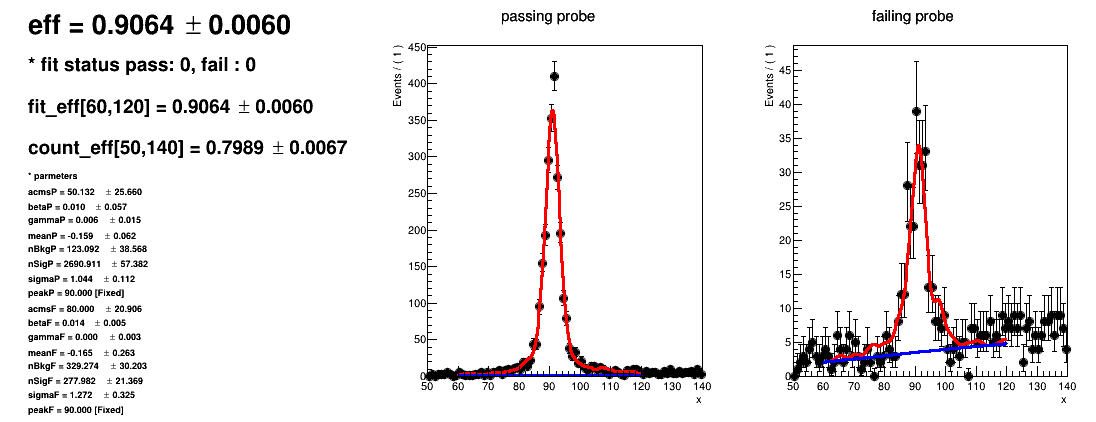 eff = 0.9064 ± 0.0060
* fit status pass: 0, fail : 0
fit_eff[60,120] = 0.9064 ± 0.0060
count_eff[50,140] = 0.7989 ± 0.0067
* parmeters
acmsP = 50.132 ± 25.660
betaP = 0.010 ± 0.057
gammaP = 0.006 ± 0.015
meanP = -0.159 ± 0.062
nBkgP = 123.092 ± 38.568
nSigP = 2690.911 ± 57.382
sigmaP = 1.044 ± 0.112
peakP = 90.000 [Fixed]
acmsF = 80.000 ± 20.906
betaF = 0.014 ± 0.005
gammaF = 0.000 ± 0.003
meanF = -0.165 ± 0.263
nBkgF = 329.274 ± 30.203
nSigF = 277.982 ± 21.369
sigmaF = 1.272 ± 0.325
peakF = 90.000 [Fixed]
passing probe
Events / ( 1 )
450
400
350
300
250
200
150
100
50
0
50 60 70 80 90 100 110 120 130 140
x
failing probe
Events / ( 1 )
45
40
35
30
25
20
15
10
5
0
50 60 70 80 90 100 110 120 130 140
x